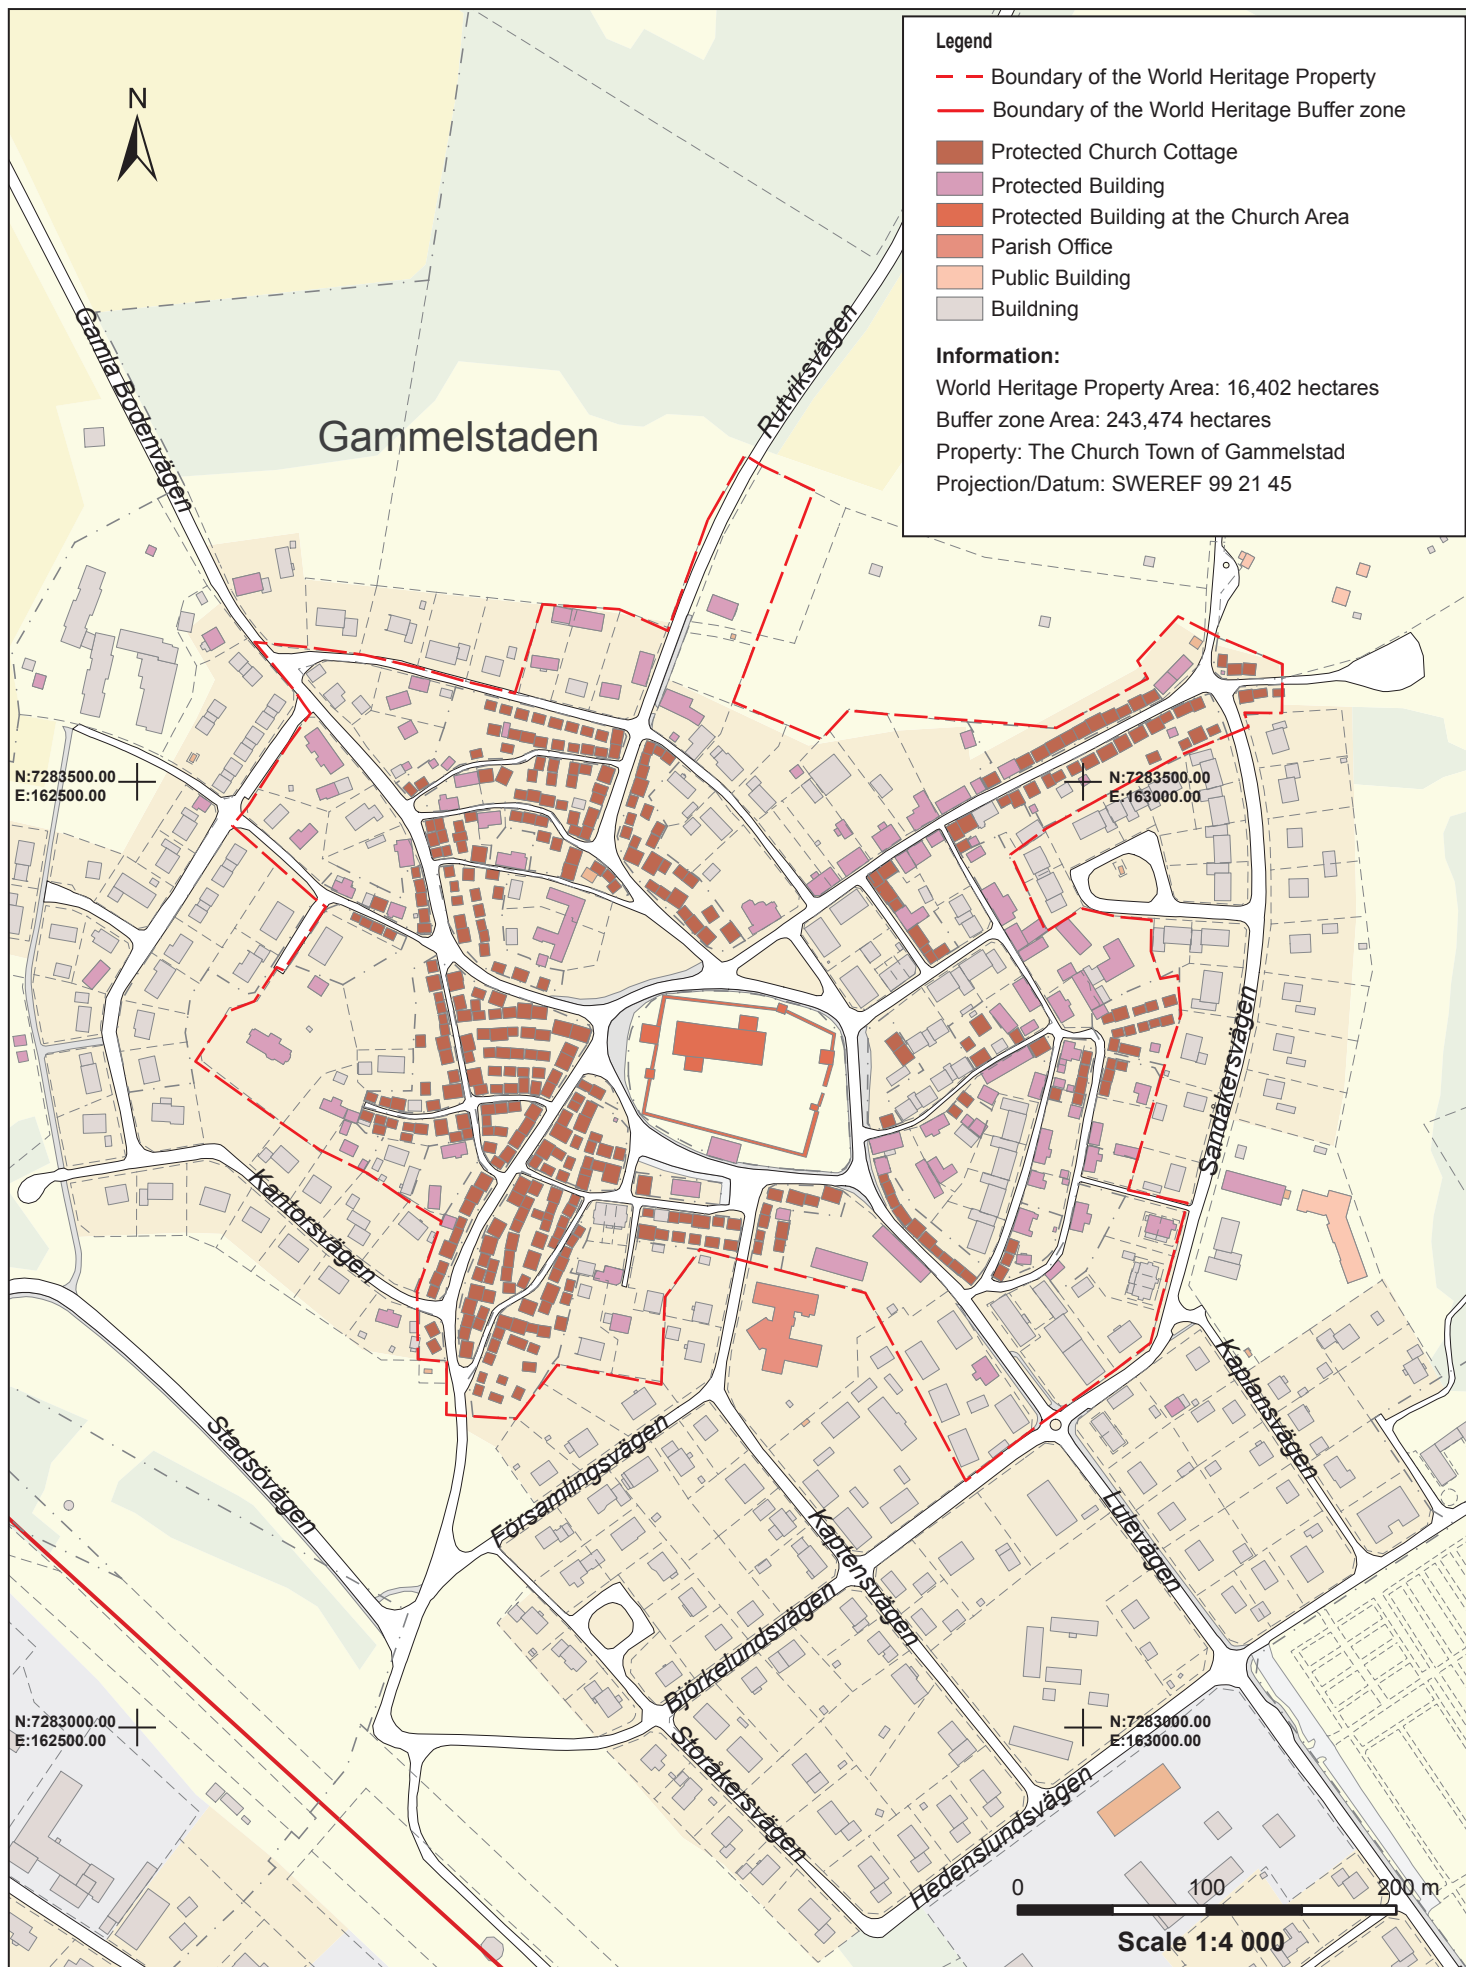 Legend
Boundary of the World Heritage Property
Boundary of the World Heritage Buffer zone
Protected Church Cottage
Protected Building
Protected Building at the Church Area
Parish Office
Public Building
Buildning
Information:
World Heritage Property Area: 16,402 hectares
Buffer zone Area: 243,474 hectares
Property: The Church Town of Gammelstad
Projection/Datum: SWEREF 99 21 45
N
Gamla Bodenvägen
Rutviksvägen
Gammelstaden
N:7283500.00
E:162500.00
N:7283500.00
E:163000.00
Sandåkersvägen
Kantorsvägen
Stadsövägen
Församlingsvägen
Kaptensvägen
Kaplansvägen
Lulevägen
Björkelundsvägen
Storåkersvägen
Hedenslundsvägen
N:7283000.00
E:162500.00
N:7283000.00
E:163000.00
0 100 200 m
Scale 1:4 000